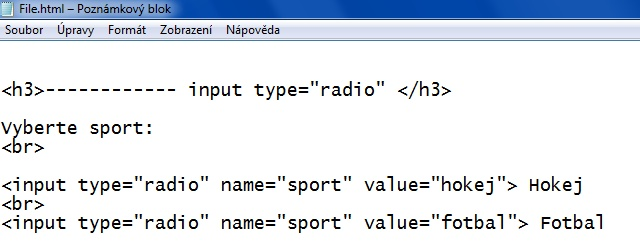 File.html – Poznámkový blok
Soubor Úpravy Formát Zobrazení Nápověda
<h3>------------ input type="radio" </h3>
Vyberte sport:
<br>
<input type="radio" name="sport" value="hokej"> Hokej
<br>
<input type="radio" name="sport" value="fotbal"> Fotbal